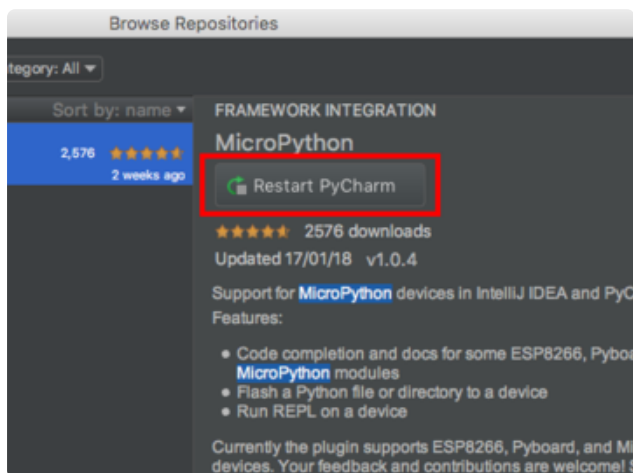 Browse Repositories
tegory: All
Sort by: name
2,576
2 weeks ago
FRAMEWORK INTEGRATION
MicroPython
Restart PyCharm
2576 downloads
Updated 17/01/18 v1.0.4
Support for MicroPython devices in IntelliJ IDEA and PyC
Features:
Code completion and docs for some ESP8266, Pyboa
MicroPython modules
Flash a Python file or directory to a device
Run REPL on a device
Currently the plugin supports ESP8266, Pyboard, and Mi
devices. Your feedback and contributions are welcome!